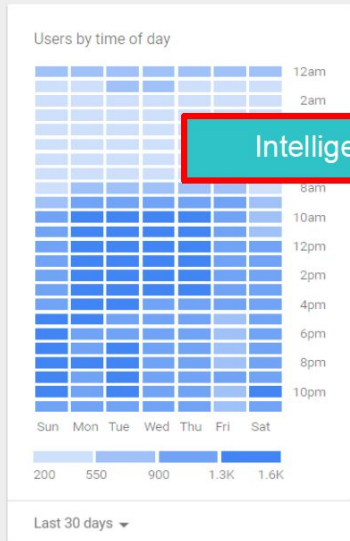 Users by time of day
12am
2am
Intellige
8am
10am
12pm
2pm
4pm
6pm
8pm
10pm
Sun Mon Tue Wed Thu Fri Sat
200 550 900 1.3K 1.6K
Last 30 days